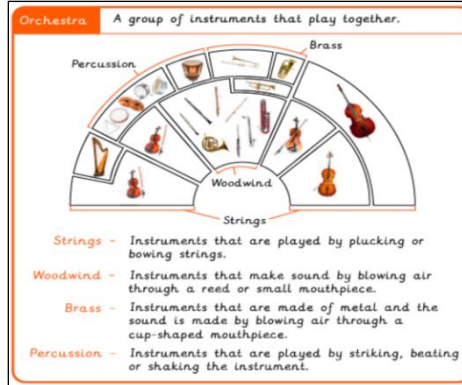 Orchestra A group of instruments that play together.
Brass
Percussion
Woodwind
Strings
Strings - Instruments that are played by plucking or
bowing strings.
Woodwind - Instruments that make sound by blowing air
through a reed or small mouthpiece.
Brass - Instruments that are made of metal and the
sound is made by blowing air through a
cup-shaped mouthpiece.
Percussion - Instruments that are played by striking, beating
or shaking the instrument.